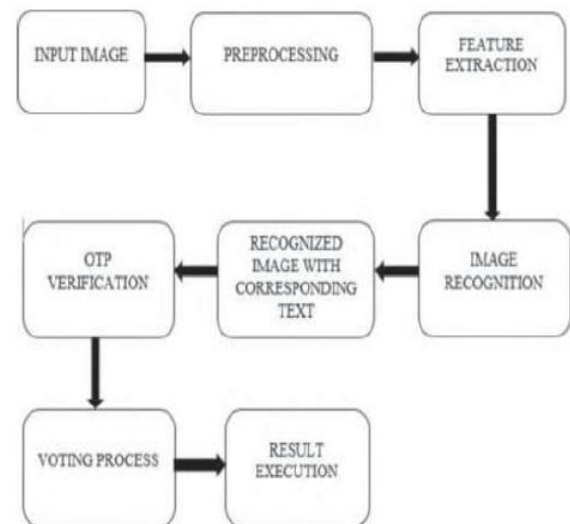 INPUT IMAGE
PREPROCESSING
FEATURE
EXTRACTION
IMAGE
RECOGNITION
RECOGNIZED
IMAGE WITH
CORRESPONDING
TEXT
OTP
VERIFICATION
VOTING PROCESS
RESULT
EXECUTION